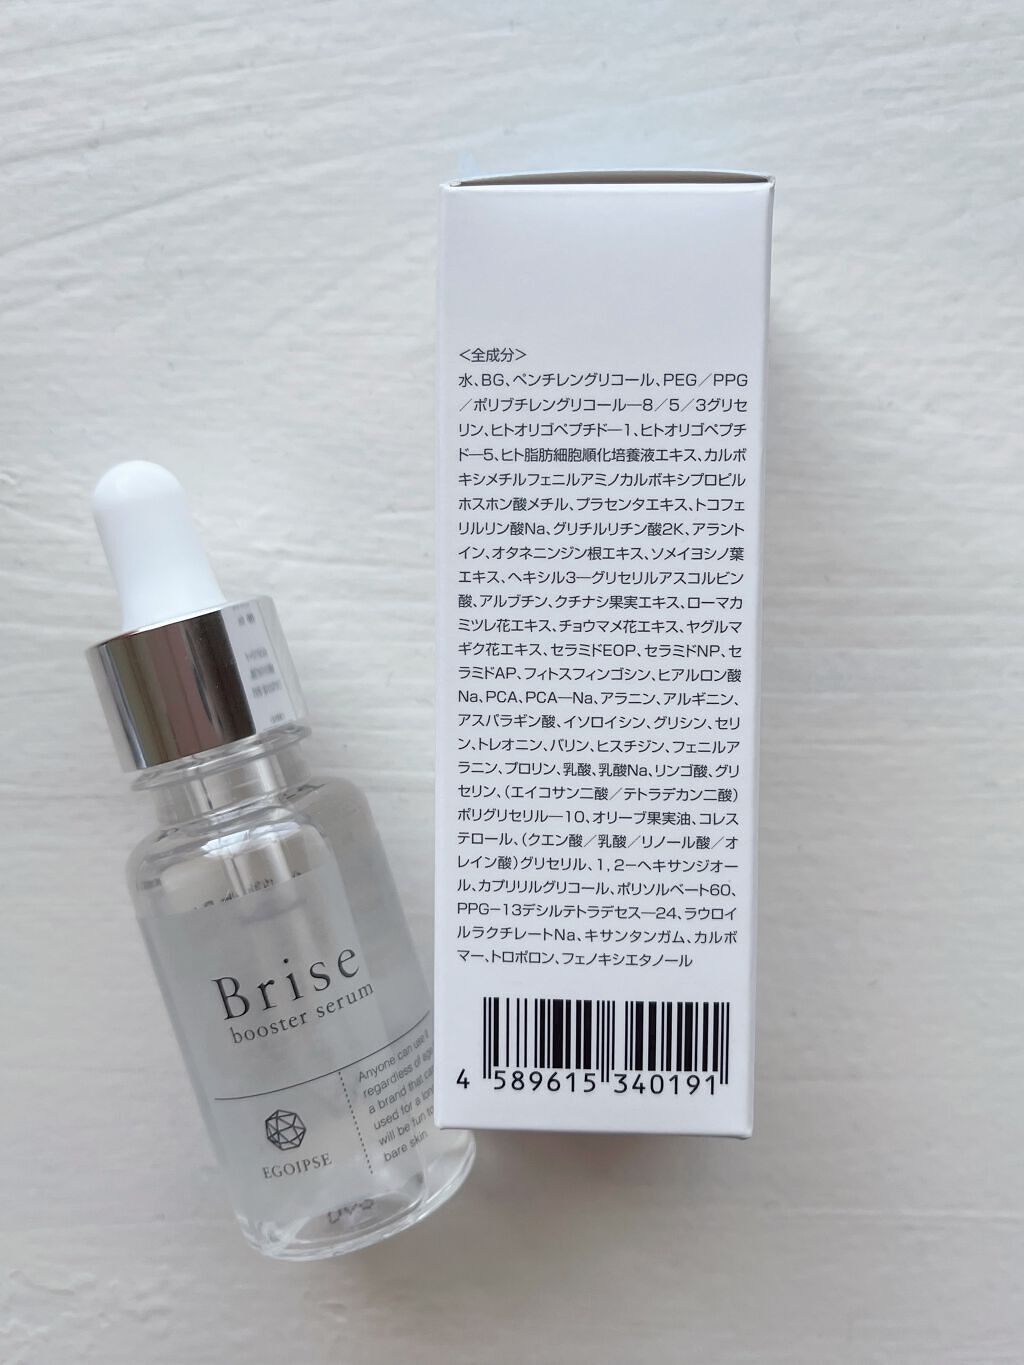 ＜全成分＞
水、BG、ペンチレングリコール、PEG／PPG
／ポリブチレングリコール―8／5／3グリセ
リン、ヒトオリゴペプチド―1、ヒトオリゴペプチ
ド―5、ヒト脂肪細胞順化培養液エキス、カルボ
キシメチルフェニルアミノカルボキシプロピル
ホスホン酸メチル、プラセンタエキス、トコフェ
リルリン酸Na、グリチルリチン酸2K、アラント
イン、オタネニンジン根エキス、ソメイヨシノ葉
エキス、ヘキシル3―グリセリルアスコルビン
酸、アルブチン、クチナシ果実エキス、ローマカ
ミツレ花エキス、チョウマメ花エキス、ヤグルマ
ギク花エキス、セラミドEOP、セラミドNP、セ
ラミドAP、フィトスフィンゴシン、ヒアルロン酸
Na、PCA、PCA―Na、アラニン、アルギニン、
アスパラギン酸、イソロイシン、グリシン、セリ
ン、トレオニン、バリン、ヒスチジン、フェニルア
ラニン、プロリン、乳酸、乳酸Na、リンゴ酸、グリ
セリン、（エイコサン二酸／テトラデカン二酸）
ポリグリセリル―10、オリーブ果実油、コレス
テロール、（クエン酸／乳酸／リノール酸／オ
レイン酸）グリセリル、1，2－ヘキサンジオー
ル、カプリリルグリコール、ポリソルベート60、
PPG－13デシルテトラデセス―24、ラウロイ
ルラクチレートNa、キサンタンガム、カルボ
マー、トロポロン、フェノキシエタノール
4 589615 340191
Brise
booster serum
Anyone can use it
regardless of age
a brand that can
used for a long
will be fun to
bare skin.
EGOIPSE